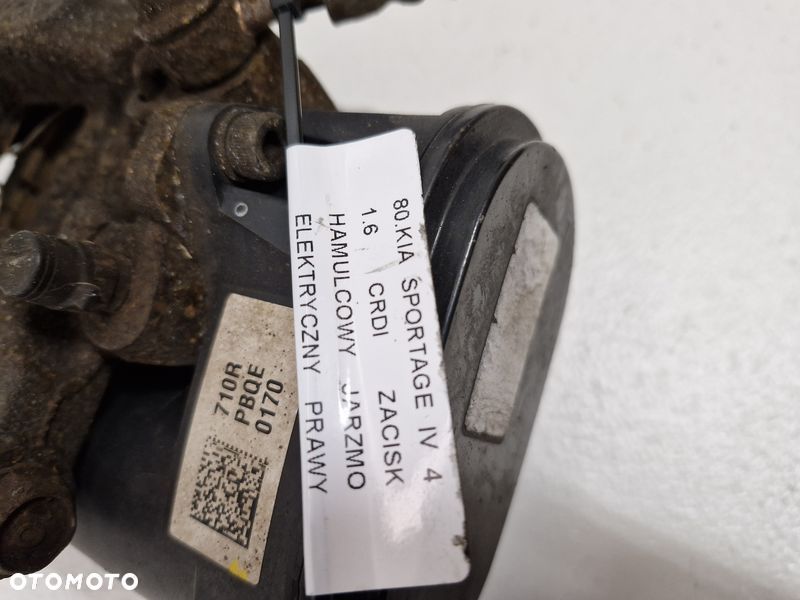 80.KIA SPORTAGE IV 4
1.6 CRDI ZACISK
HAMULCOWY JARZMO
ELEKTRYCZNY PRAWY
710R
PBQE
0170
OTOMOTO